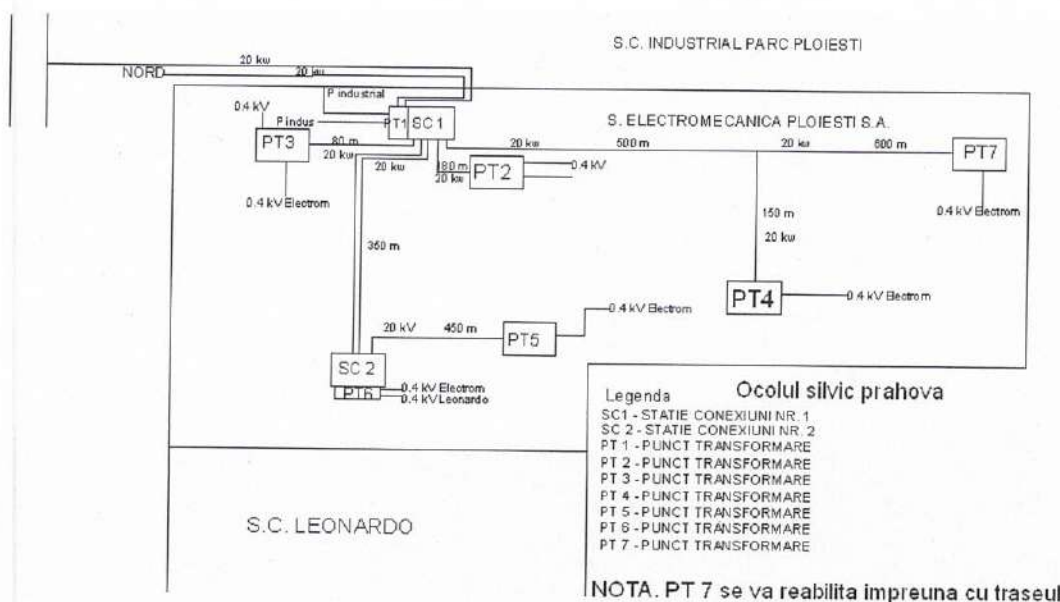 S.C. INDUSTRIAL PARC PLOIESTI
20 kw
NORD
20 kw
P industrial
0.4 kV
P indus
PT1
SC 1
S. ELECTROMECANICA PLOIESTI S.A.
PT3
80 m
20 kw
20 kw
180 m
20 kw
PT2
0.4 kV
20 kw
500 m
20 kw
600 m
PT7
0.4 kV Electrom
0.4 kV Electrom
150 m
20 kw
350 m
PT4
0.4 kV Electrom
0.4 kV Electrom
20 kV
450 m
PT5
SC 2
PT6
0.4 kV Electrom
0.4 kV Leonardo
Legenda
Ocolul silvic prahova
SC1 - STATIE CONEXIUNI NR. 1
SC 2 - STATIE CONEXIUNI NR. 2
PT 1 - PUNCT TRANSFORMARE
PT 2 - PUNCT TRANSFORMARE
PT 3 - PUNCT TRANSFORMARE
PT 4 - PUNCT TRANSFORMARE
PT 5 - PUNCT TRANSFORMARE
PT 6 - PUNCT TRANSFORMARE
PT 7 - PUNCT TRANSFORMARE
S.C. LEONARDO
NOTA. PT 7 se va reabilita impreuna cu traseul